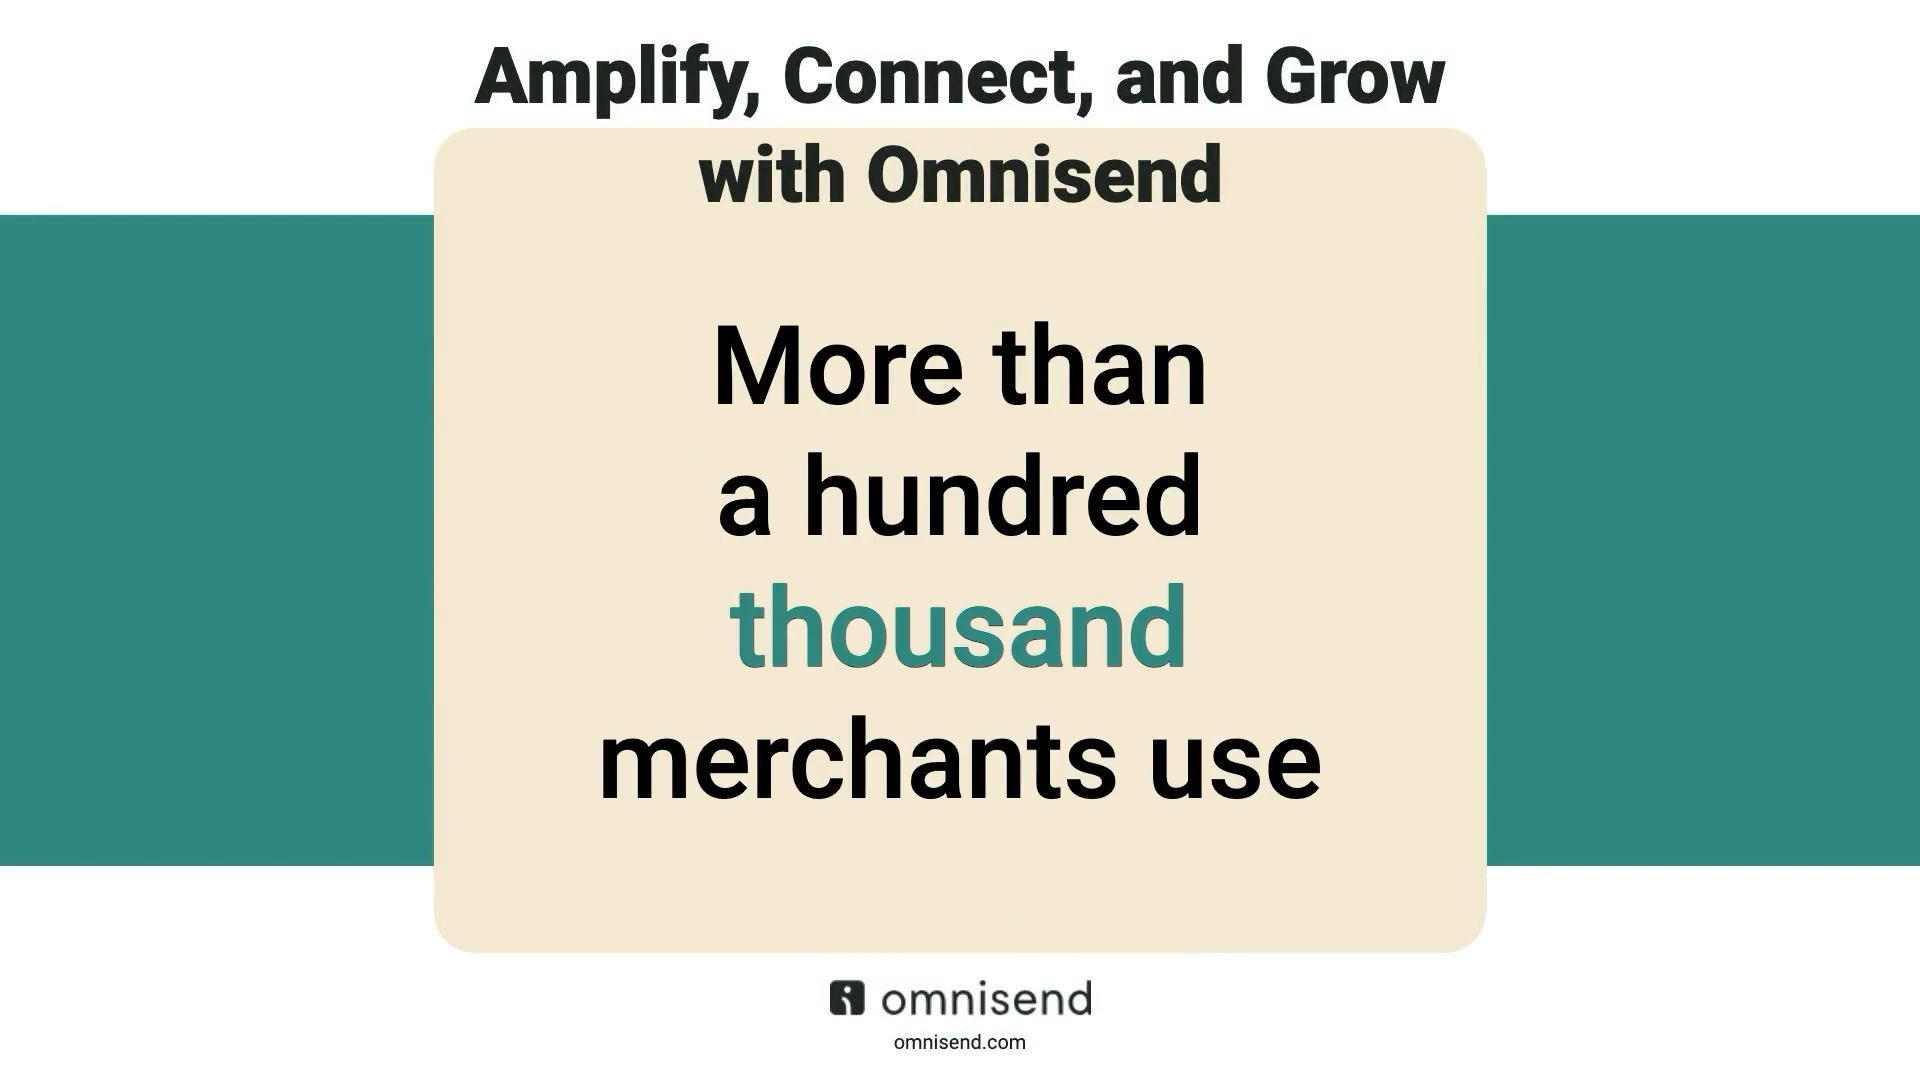 Amplify, Connect, and Grow
with Omnisend
More than
a hundred
thousand
merchants use
omnisend
omnisend.com